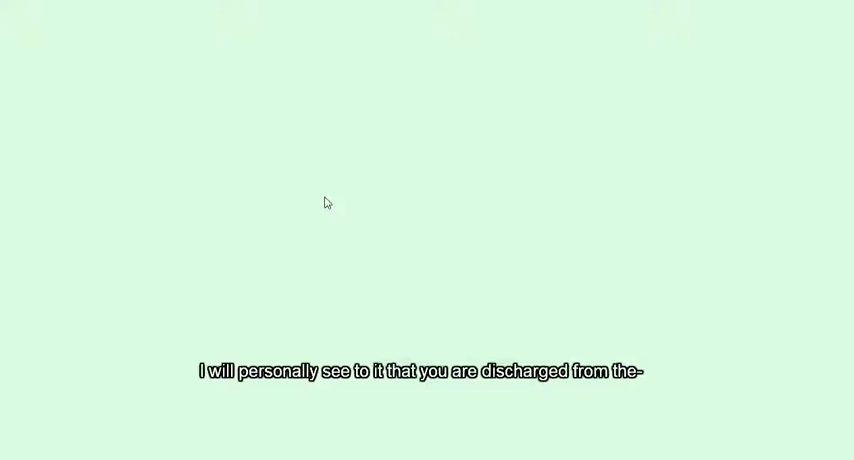 I will personally see to it that you are discharged from the-